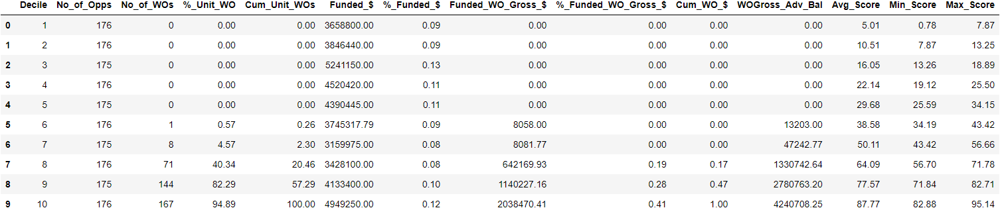 Decile No_of_Opps No_of_WOs %_Unit_WO Cum_Unit_WOs Funded_$ %_Funded_$ Funded_WO_Gross_$ %_Funded_WO_Gross_$ Cum_WO_$ WOGross_Adv_Bal Avg_Score Min_Score Max_Score
0 1 176 0 0.00 0.00 3658800.00 0.09 0.00 0.00 0.00 0.00 5.01 0.78 7.87
1 2 176 0 0.00 0.00 3846440.00 0.09 0.00 0.00 0.00 0.00 10.51 7.87 13.25
2 3 175 0 0.00 0.00 5241150.00 0.13 0.00 0.00 0.00 0.00 16.05 13.26 18.89
3 4 176 0 0.00 0.00 4520420.00 0.11 0.00 0.00 0.00 0.00 22.14 19.12 25.50
4 5 175 0 0.00 0.00 4390445.00 0.11 0.00 0.00 0.00 0.00 29.68 25.59 34.15
5 6 176 1 0.57 0.26 3745317.79 0.09 8058.00 0.00 0.00 13203.00 38.58 34.19 43.42
6 7 175 8 4.57 2.30 3159975.00 0.08 8081.77 0.00 0.00 47242.77 50.11 43.42 56.66
7 8 176 71 40.34 20.46 3428100.00 0.08 642169.93 0.19 0.17 1330742.64 64.09 56.70 71.78
8 9 175 144 82.29 57.29 4133400.00 0.10 1140227.16 0.28 0.47 2780763.20 77.57 71.84 82.71
9 10 176 167 94.89 100.00 4949250.00 0.12 2038470.41 0.41 1.00 4240708.25 87.77 82.88 95.14